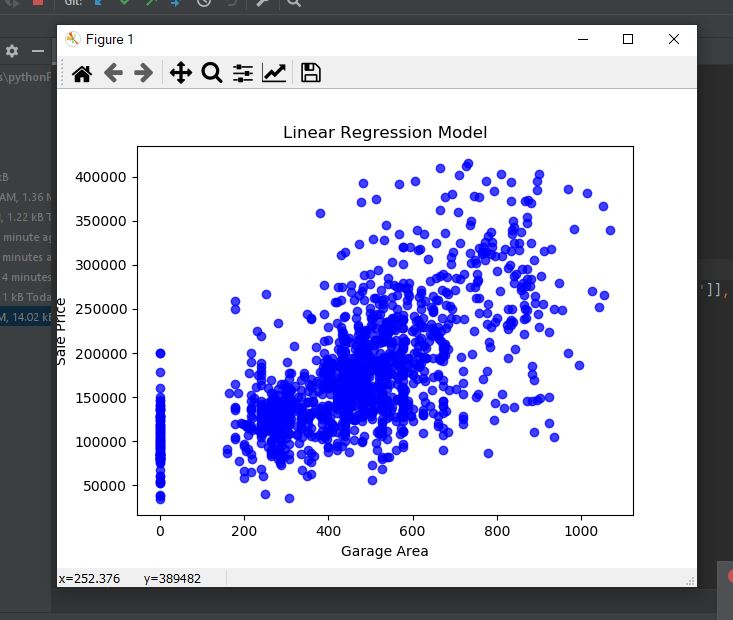 Git:
Figure 1
s\pythonP
Linear Regression Model
kB
AM, 1.36 M
, 1.22 kB T
minute ag
minutes a
4 minutes
1 kB Toda
M, 14.02 kB
']],
400000
350000
300000
250000
200000
150000
100000
50000
Sale Price
0 200 400 600 800 1000
Garage Area
x=252.376 y=389482